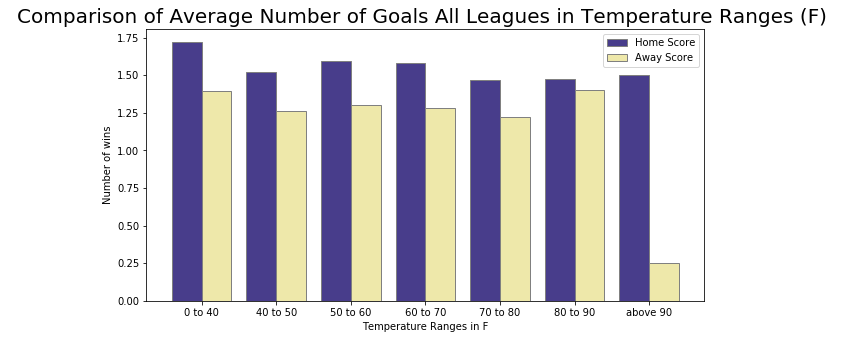 Comparison of Average Number of Goals All Leagues in Temperature Ranges (F)
Home Score
Away Score
Number of wins
1.75
1.50
1.25
1.00
0.75
0.50
0.25
0.00
0 to 40 40 to 50 50 to 60 60 to 70 70 to 80 80 to 90 above 90
Temperature Ranges in F